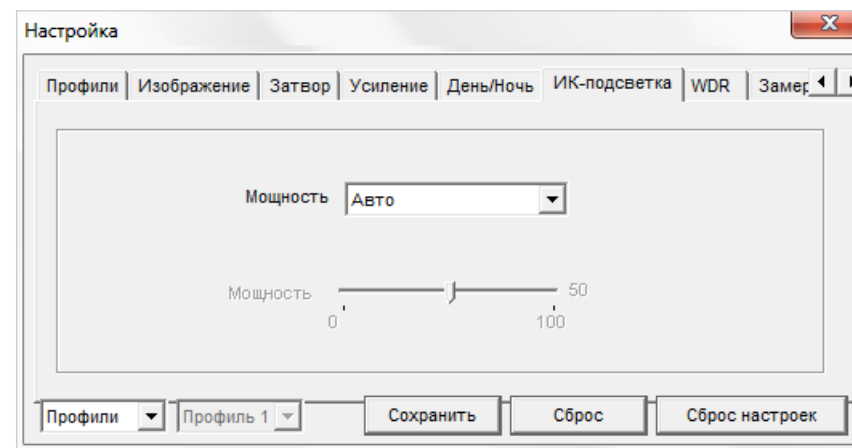 Настройка
Профили Изображение Затвор Усиление День/Ночь ИК-подсветка WDR Замер
Мощность Авто
Мощность 50
0 100
Профили Профиль 1 Сохранить Сброс Сброс настроек